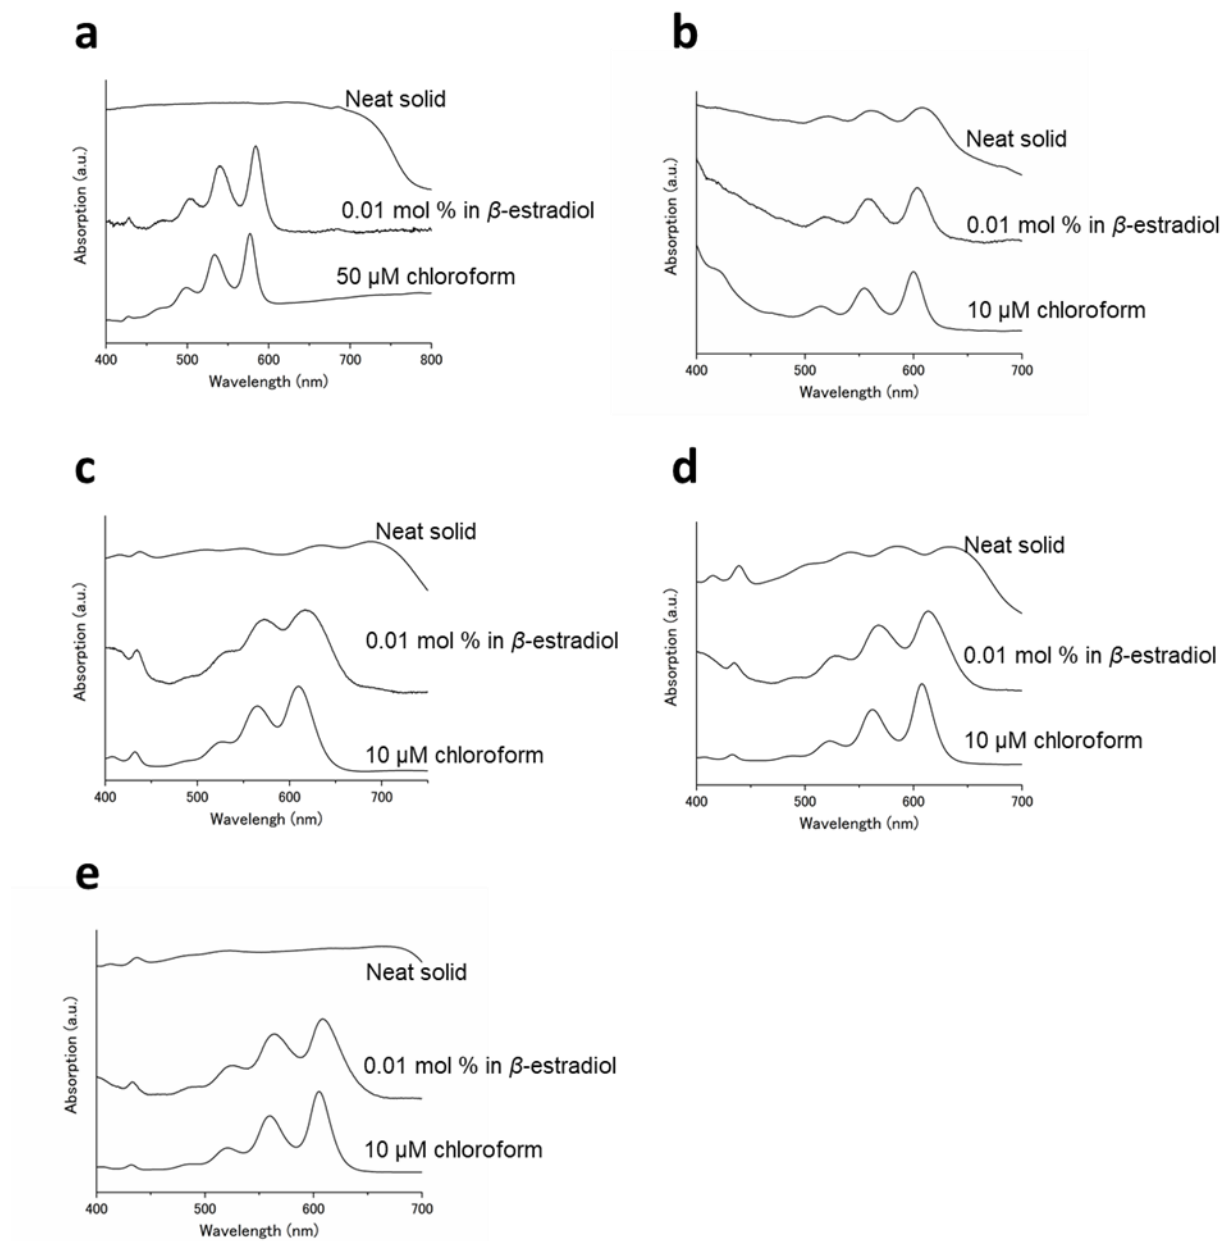 a
Neat solid
0.01 mol % in β-estradiol
50 μM chloroform
Absorption (a.u.)
400 500 600 700 800
Wavelength (nm)
b
Neat solid
0.01 mol % in β-estradiol
10 μM chloroform
Absorption (a.u.)
400 500 600 700
Wavelength (nm)
c
Neat solid
0.01 mol % in β-estradiol
10 μM chloroform
Absorption (a.u.)
400 500 600 700
Wavelengh (nm)
d
Neat solid
0.01 mol % in β-estradiol
10 μM chloroform
Absorption (a.u.)
400 500 600 700
Wavelength (nm)
e
Neat solid
0.01 mol % in β-estradiol
10 μM chloroform
Absorption (a.u.)
400 500 600 700
Wavelength (nm)